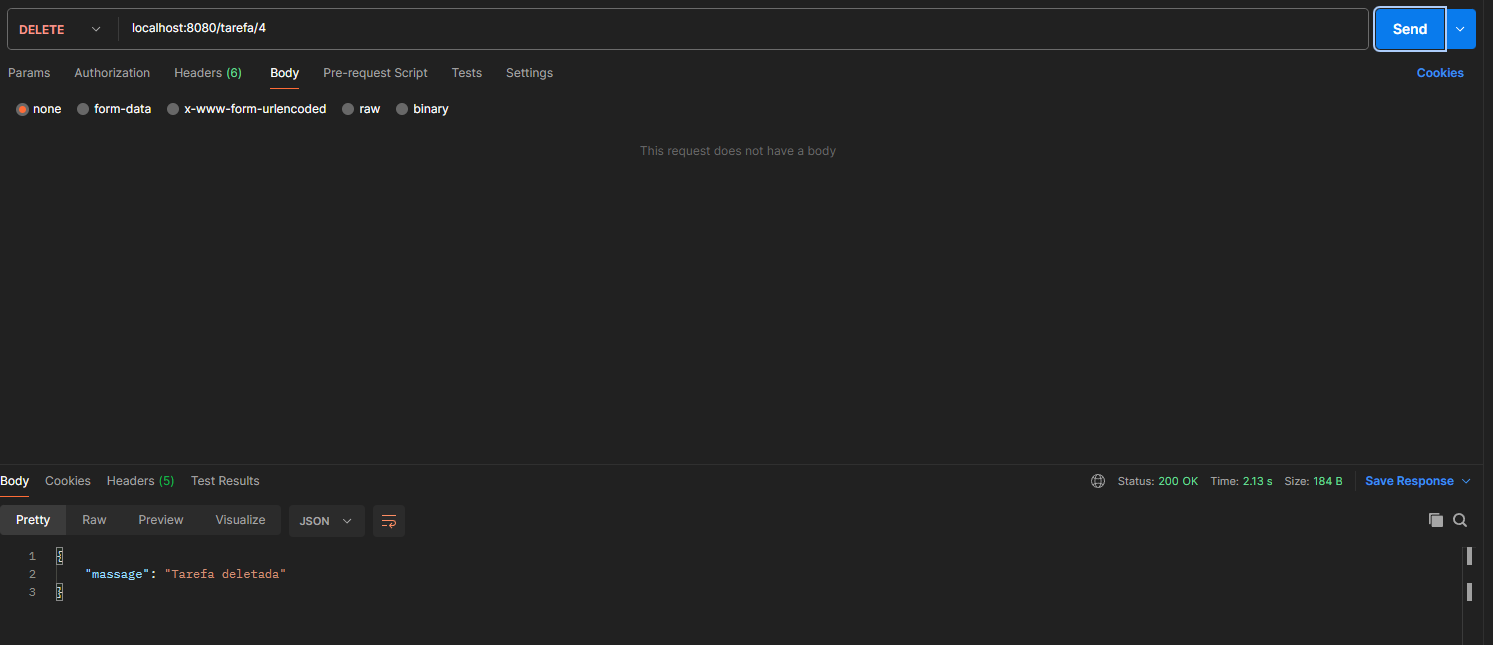 DELETE localhost:8080/tarefa/4 Send
Params Authorization Headers (6) Body Pre-request Script Tests Settings Cookies
none form-data x-www-form-urlencoded raw binary
This request does not have a body
Body Cookies Headers (5) Test Results Status: 200 OK Time: 2.13 s Size: 184 B Save Response
Pretty Raw Preview Visualize JSON
1 {
2 "massage": "Tarefa deletada"
3 }